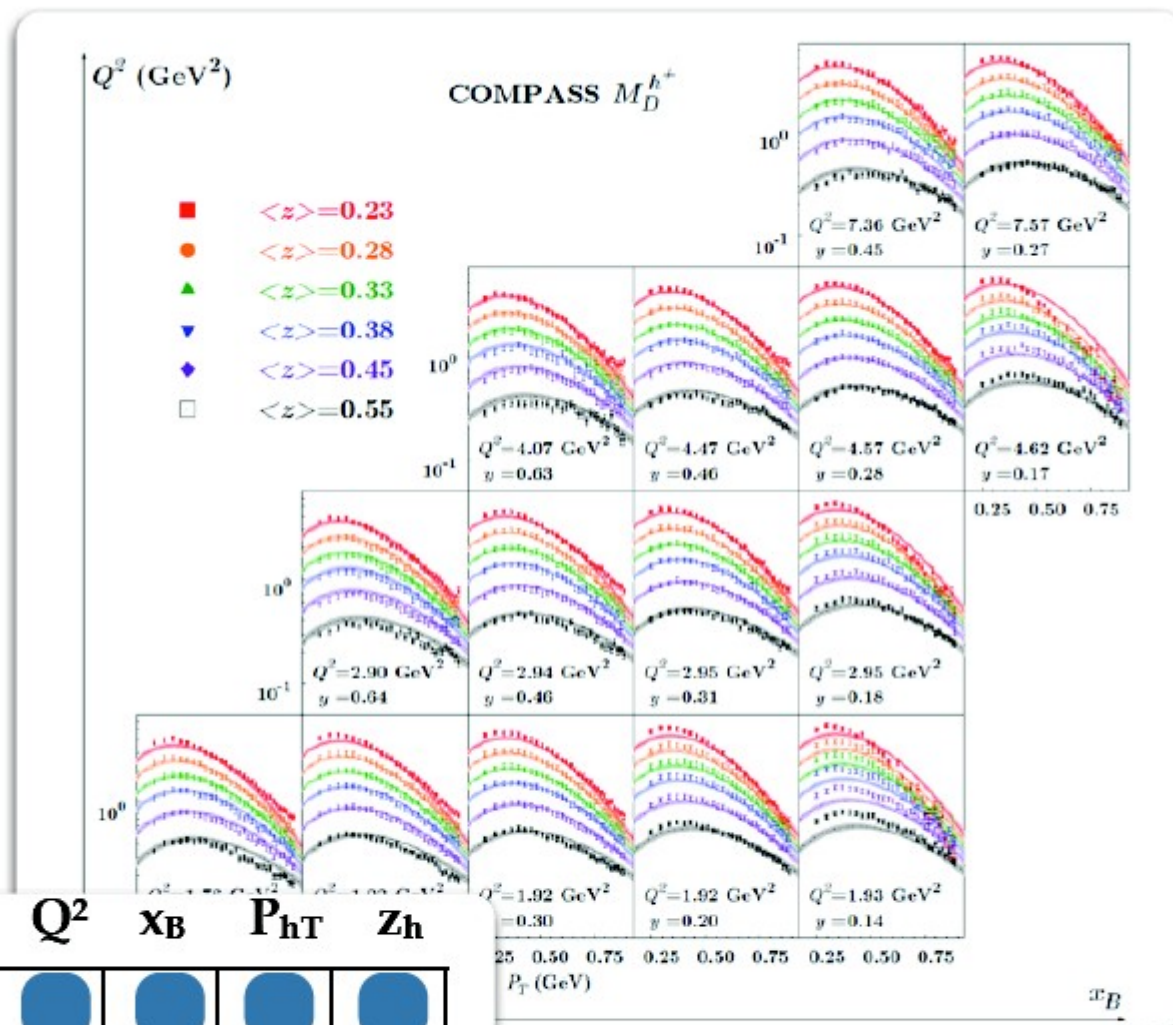 Q² (GeV²)
COMPASS M_D^{h⁺}
<z>=0.23
<z>=0.28
<z>=0.33
<z>=0.38
<z>=0.45
<z>=0.55
10⁰
10⁻¹
Q²=7.36 GeV²
y =0.45
Q²=7.57 GeV²
y =0.27
10⁰
10⁻¹
Q²=4.07 GeV²
y =0.63
Q²=4.47 GeV²
y =0.46
Q²=4.57 GeV²
y =0.28
Q²=4.62 GeV²
y =0.17
0.25 0.50 0.75
10⁰
10⁻¹
Q²=2.90 GeV²
y =0.64
Q²=2.94 GeV²
y =0.46
Q²=2.95 GeV²
y =0.31
Q²=2.95 GeV²
y =0.18
10⁰
Q²=1.92 GeV²
=0.30
Q²=1.92 GeV²
y =0.20
Q²=1.93 GeV²
y =0.14
25 0.50 0.75
0.25 0.50 0.75
0.25 0.50 0.75
P_T (GeV)
x_B
Q² x_B P_hT z_h